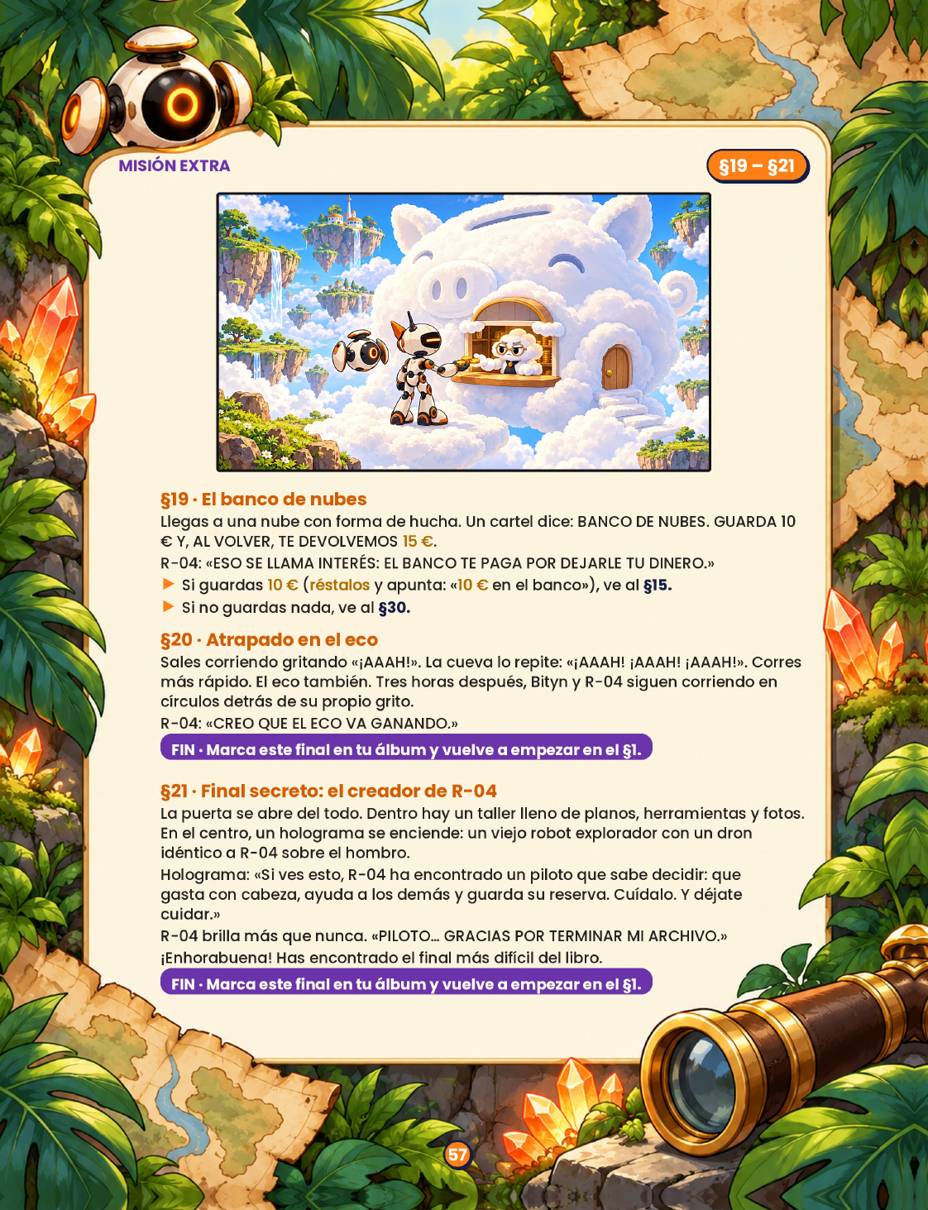 MISIÓN EXTRA
§19 – §21
§19 · El banco de nubes
Llegas a una nube con forma de hucha. Un cartel dice: BANCO DE NUBES. GUARDA 10
€ Y, AL VOLVER, TE DEVOLVEMOS 15 €.
R-04: «ESO SE LLAMA INTERÉS: EL BANCO TE PAGA POR DEJARLE TU DINERO.»
▶ Si guardas 10 € (réstalos y apunta: «10 € en el banco»), ve al §15.
▶ Si no guardas nada, ve al §30.
§20 · Atrapado en el eco
Sales corriendo gritando «¡AAAH!». La cueva lo repite: «¡AAAH! ¡AAAH! ¡AAAH!». Corres
más rápido. El eco también. Tres horas después, Bityn y R-04 siguen corriendo en
círculos detrás de su propio grito.
R-04: «CREO QUE EL ECO VA GANANDO.»
FIN · Marca este final en tu álbum y vuelve a empezar en el §1.
§21 · Final secreto: el creador de R-04
La puerta se abre del todo. Dentro hay un taller lleno de planos, herramientas y fotos.
En el centro, un holograma se enciende: un viejo robot explorador con un dron
idéntico a R-04 sobre el hombro.
Holograma: «Si ves esto, R-04 ha encontrado un piloto que sabe decidir: que
gasta con cabeza, ayuda a los demás y guarda su reserva. Cuídalo. Y déjate
cuidar.»
R-04 brilla más que nunca. «PILOTO… GRACIAS POR TERMINAR MI ARCHIVO.»
¡Enhorabuena! Has encontrado el final más difícil del libro.
FIN · Marca este final en tu álbum y vuelve a empezar en el §1.
57